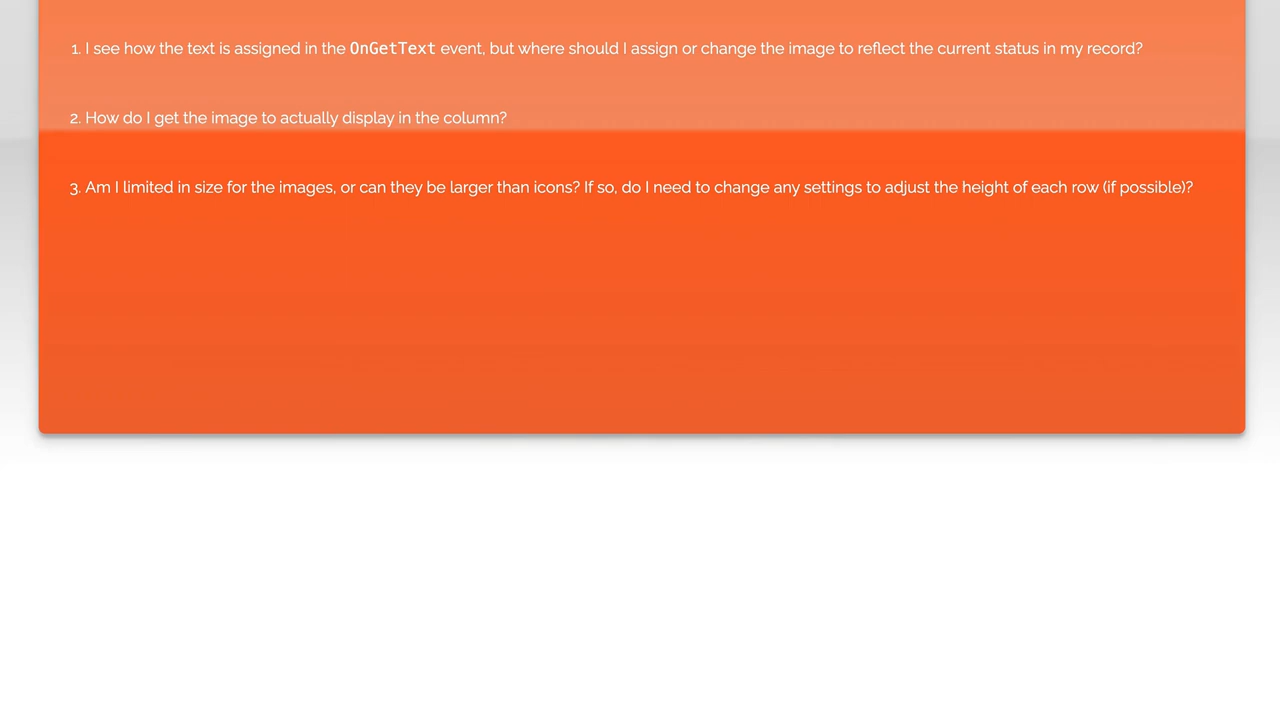 1. I see how the text is assigned in the OnGetText event, but where should I assign or change the image to reflect the current status in my record?
2. How do I get the image to actually display in the column?
3. Am I limited in size for the images, or can they be larger than icons? If so, do I need to change any settings to adjust the height of each row (if possible)?